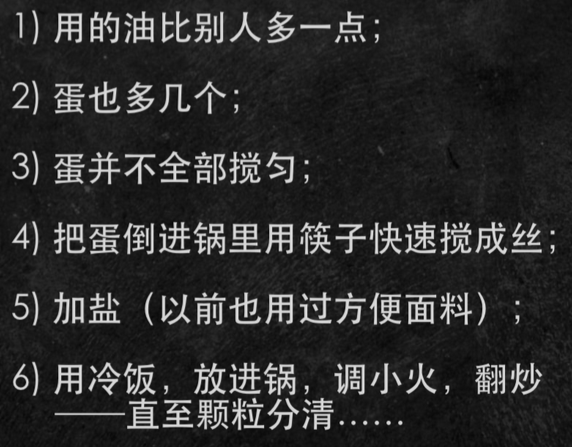 1) 用的油比别人多一点；
2) 蛋也多几个；
3) 蛋并不全部搅匀；
4) 把蛋倒进锅里用筷子快速搅成丝；
5) 加盐（以前也用过方便面料）；
6) 用冷饭，放进锅，调小火，翻炒
——直至颗粒分清……